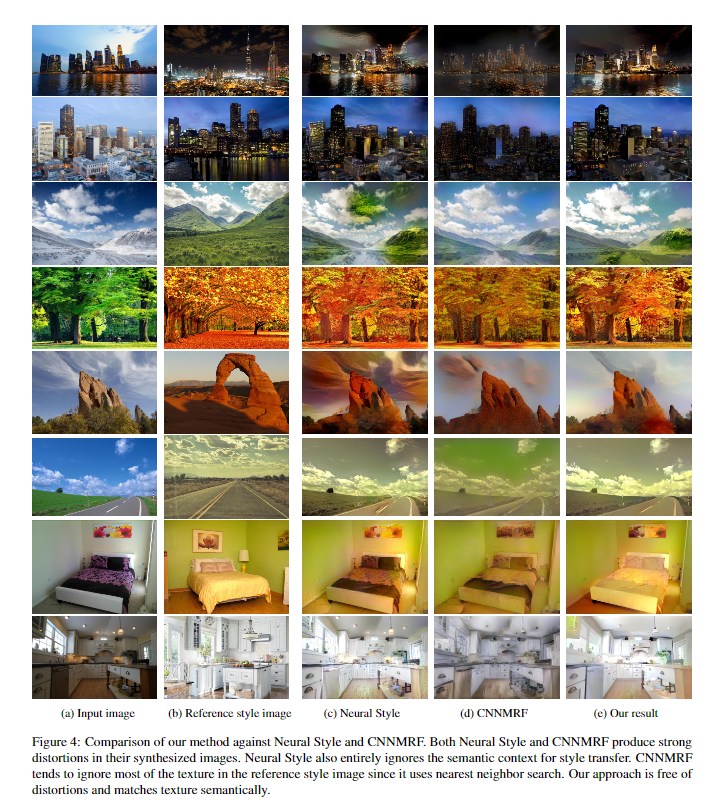 (a) Input image
(b) Reference style image
(c) Neural Style
(d) CNNMRF
(e) Our result
Figure 4: Comparison of our method against Neural Style and CNNMRF. Both Neural Style and CNNMRF produce strong
distortions in their synthesized images. Neural Style also entirely ignores the semantic context for style transfer. CNNMRF
tends to ignore most of the texture in the reference style image since it uses nearest neighbor search. Our approach is free of
distortions and matches texture semantically.